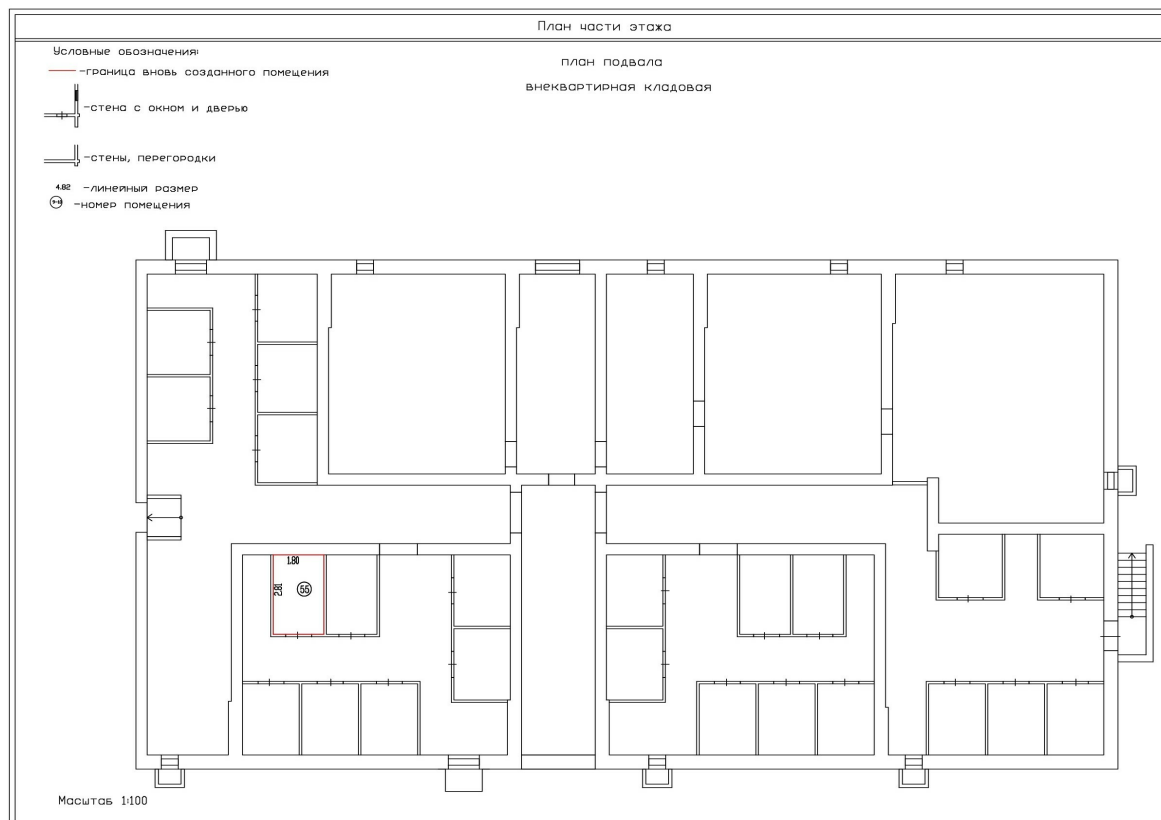 План части этажа
Условные обозначения:
план подвала
-граница вновь созданного помещения
внеквартирная кладовая
-стена с окном и дверью
-стены, перегородки
4.82 -линейный размер
-номер помещения
1.80
2.81
55
Масштаб 1:100